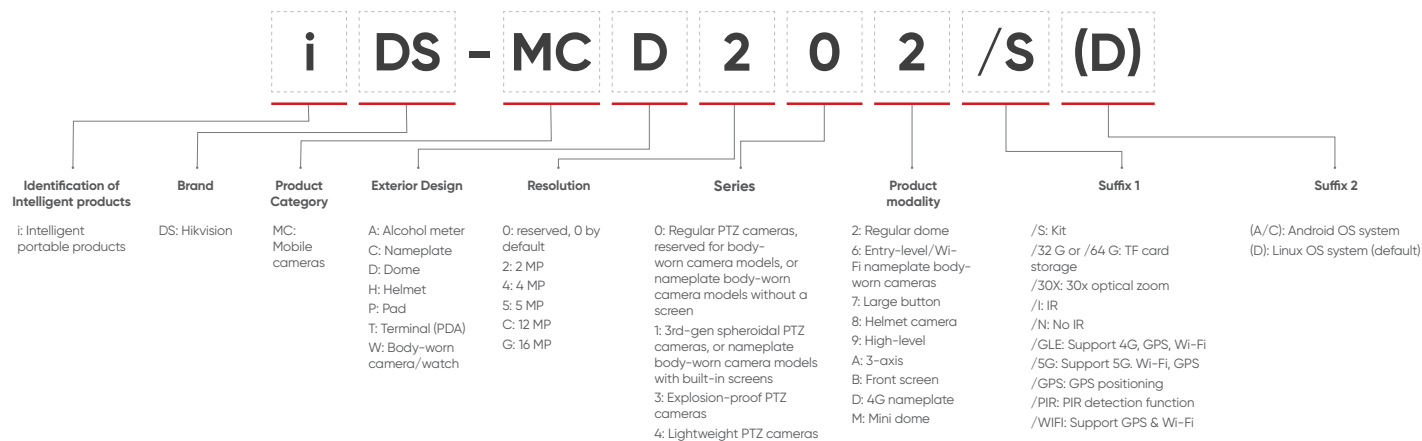 i DS - MC D 2 0 2 /S (D)
Identification of
Intelligent products
i: Intelligent
portable products
Brand
DS: Hikvision
Product
Category
MC:
Mobile
cameras
Exterior Design
A: Alcohol meter
C: Nameplate
D: Dome
H: Helmet
P: Pad
T: Terminal (PDA)
W: Body-worn
camera/watch
Resolution
0: reserved, 0 by
default
2: 2 MP
4: 4 MP
5: 5 MP
C: 12 MP
G: 16 MP
Series
0: Regular PTZ cameras,
reserved for body-
worn camera models, or
nameplate body-worn
camera models without a
screen
1: 3rd-gen spheroidal PTZ
cameras, or nameplate
body-worn camera models
with built-in screens
3: Explosion-proof PTZ
cameras
4: Lightweight PTZ cameras
Product
modality
2: Regular dome
6: Entry-level/Wi-
Fi nameplate body-
worn cameras
7: Large button
8: Helmet camera
9: High-level
A: 3-axis
B: Front screen
D: 4G nameplate
M: Mini dome
Suffix 1
/S: Kit
/32 G or /64 G: TF card
storage
/30X: 30x optical zoom
/I: IR
/N: No IR
/GLE: Support 4G, GPS, Wi-Fi
/5G: Support 5G. Wi-Fi, GPS
/GPS: GPS positioning
/PIR: PIR detection function
/WIFI: Support GPS & Wi-Fi
Suffix 2
(A/C): Android OS system
(D): Linux OS system (default)